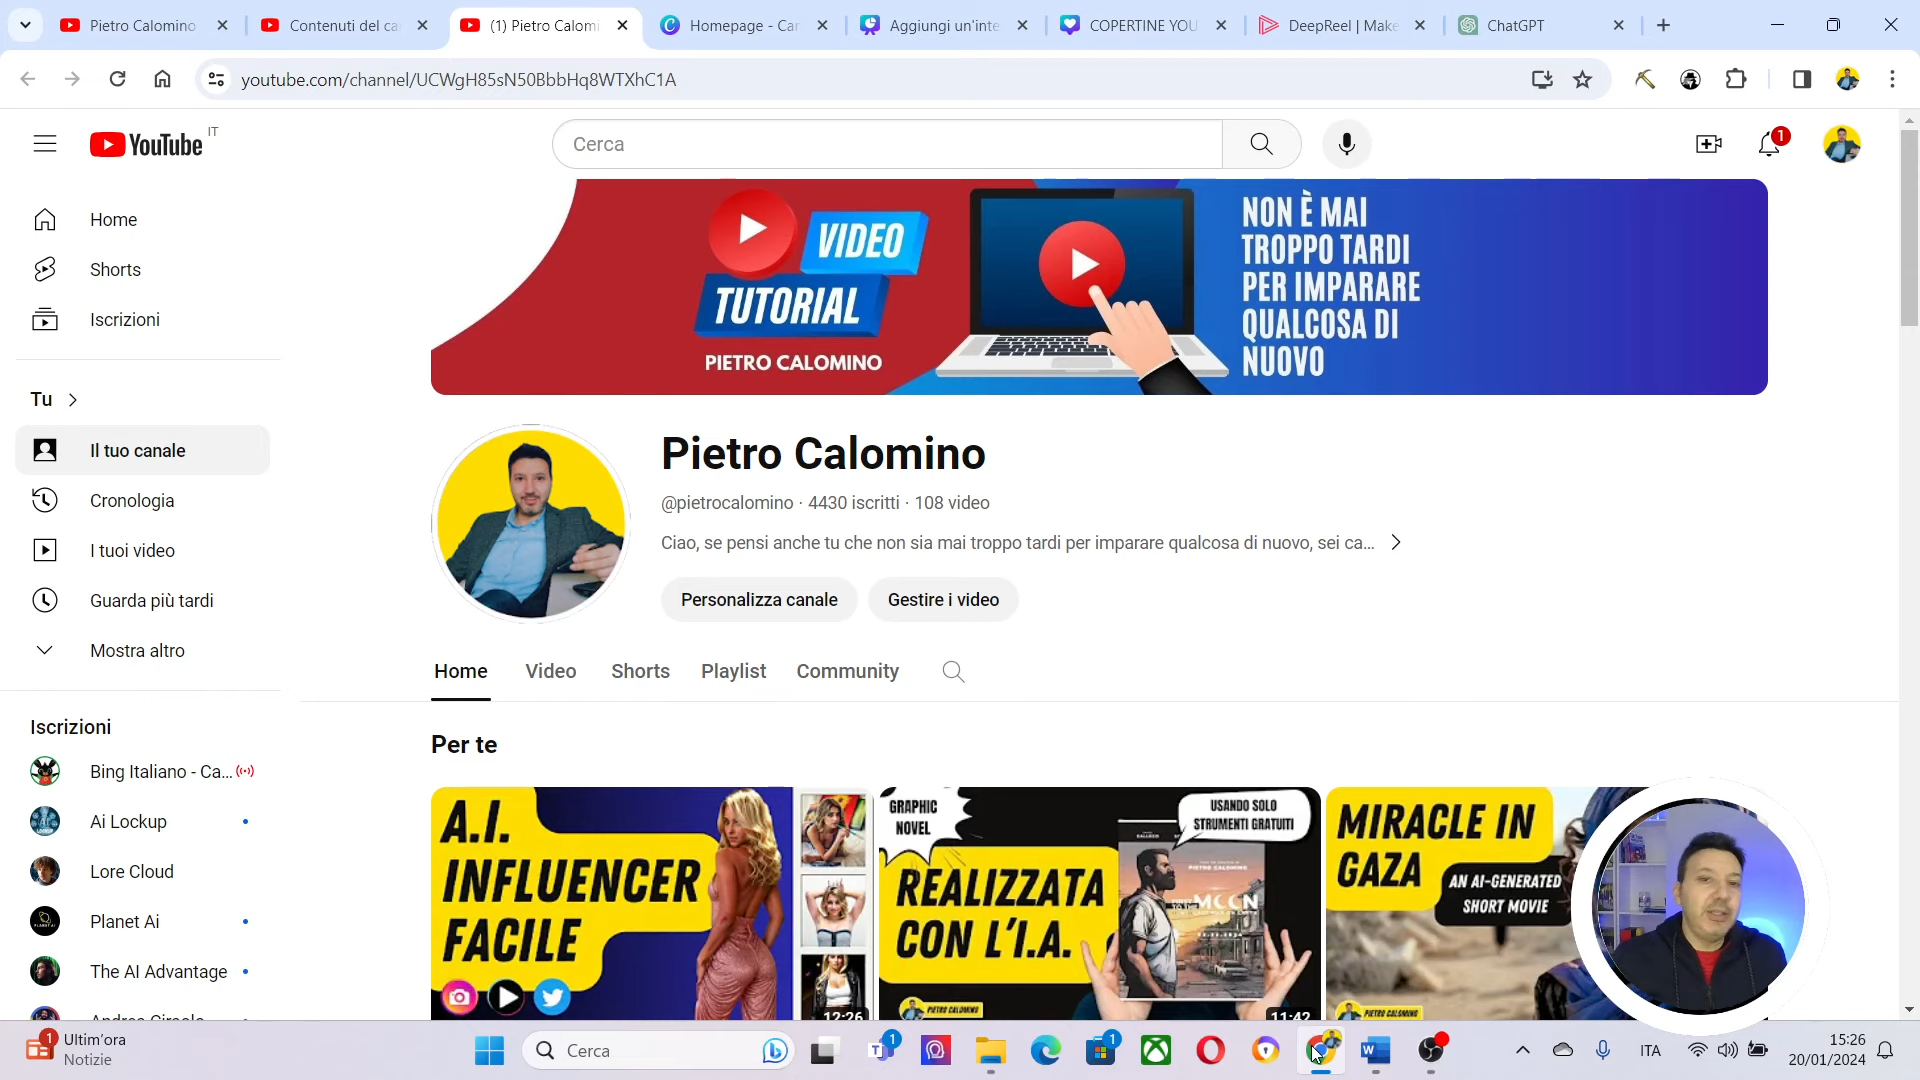 Pietro Calomino
Contenuti del ca
(1) Pietro Calomi
Homepage - Can
Aggiungi un'inte
COPERTINE YOU
DeepReel | Make
ChatGPT
youtube.com/channel/UCWgH85sN50BbbHq8WTXhC1A
YouTube IT
Cerca
1
Home
Shorts
Iscrizioni
Tu
Il tuo canale
Cronologia
I tuoi video
Guarda più tardi
Mostra altro
Iscrizioni
Bing Italiano - Ca...
Ai Lockup
Lore Cloud
Planet Ai
The AI Advantage
VIDEO
TUTORIAL
PIETRO CALOMINO
NON È MAI
TROPPO TARDI
PER IMPARARE
QUALCOSA DI
NUOVO
Pietro Calomino
@pietrocalomino · 4430 iscritti · 108 video
Ciao, se pensi anche tu che non sia mai troppo tardi per imparare qualcosa di nuovo, sei ca...
Personalizza canale
Gestire i video
Home
Video
Shorts
Playlist
Community
Per te
A.I.
INFLUENCER
FACILE
12:26
GRAPHIC
NOVEL
USANDO SOLO
STRUMENTI GRATUITI
REALIZZATA
CON L'I.A.
PIETRO CALOMINO
MOON
11:42
MIRACLE IN
GAZA
AN AI-GENERATED
SHORT MOVIE
PIETRO CALOMINO
1
Ultim'ora
Notizie
Cerca
1
1
ITA
15:26
20/01/2024